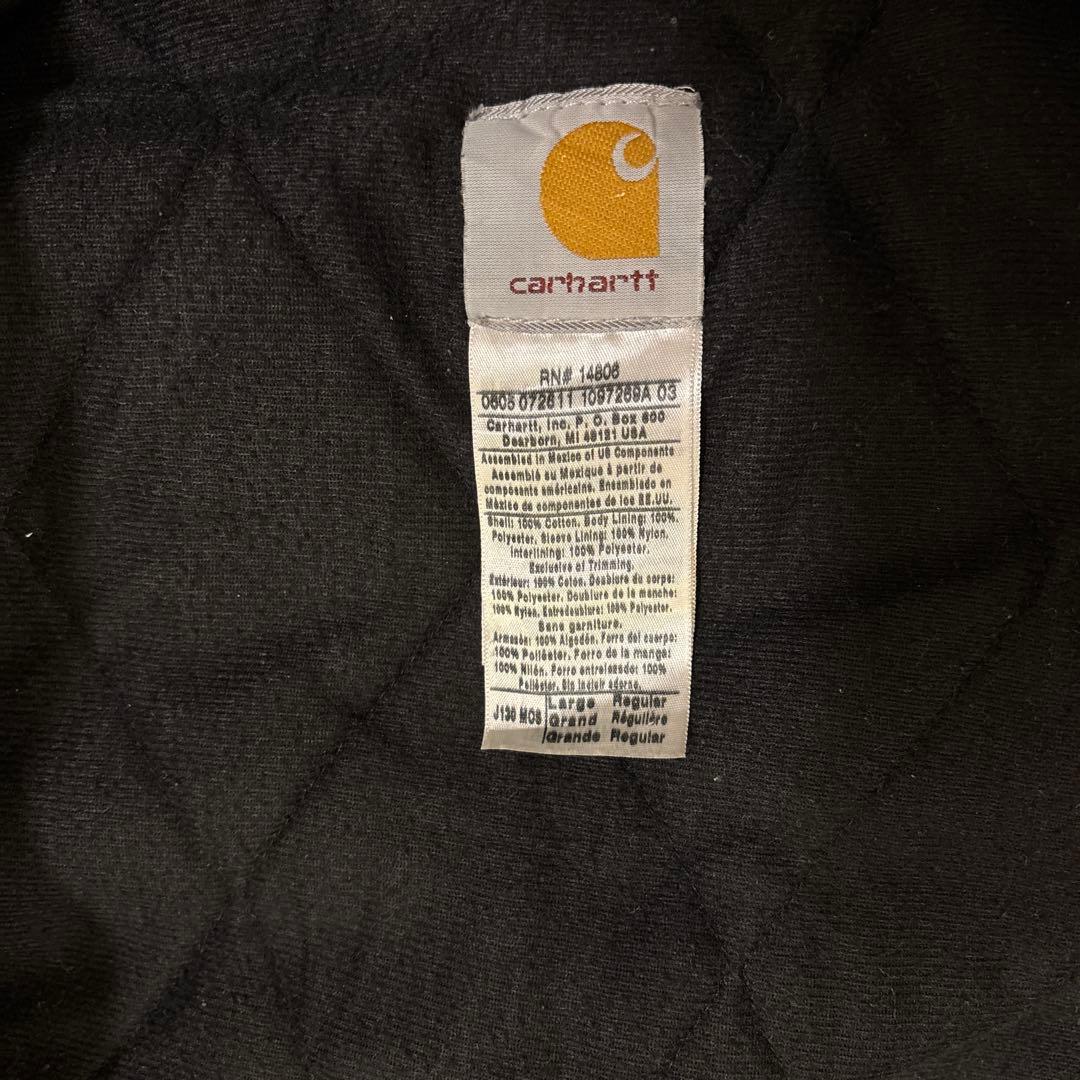 carhartt
RN# 14806
0605 072611 1097269A 03
Carhartt, Inc. P. O. Box 600
Dearborn, MI 48121 USA
Assembled in Mexico of US Components
Assemblé au Mexique à partir de
composants américains. Ensamblado en
México de componentes de los EE.UU.
Shell: 100% Cotton. Body Lining: 100%
Polyester. Sleeve Lining: 100% Nylon.
Interlining: 100% Polyester.
Exclusive of Trimming.
Extérieur: 100% Coton. Doublure du corps:
100% Polyester. Doublure de la manche:
100% Nylon. Entredoublure: 100% Polyester.
Sans garniture.
Armazón: 100% Algodón. Forro del cuerpo:
100% Poliéster. Forro de la manga:
100% Nilón. Forro entrelazado: 100%
Poliéster. Sin incluir adorno.
J130 MOS Large Regular
Grand Régulière
Grande Regular